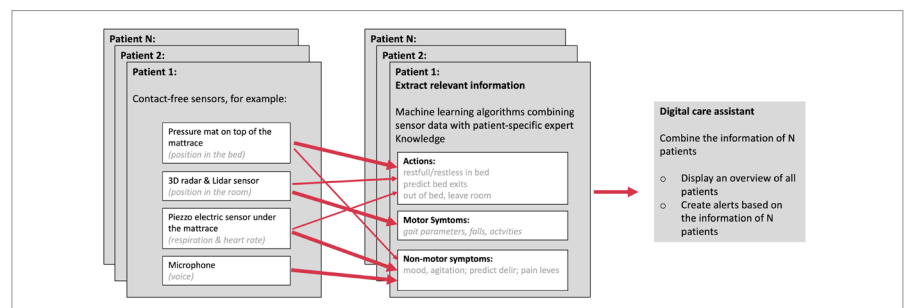 Patient N:
Patient 2:
Patient 1:
Contact-free sensors, for example:
Pressure mat on top of the
mattrace
(position in the bed)
3D radar & Lidar sensor
(position in the room)
Piezzo electric sensor under
the mattrace
(respiration & heart rate)
Microphone
(voice)
Patient N:
Patient 2:
Patient 1:
Extract relevant information
Machine learning algorithms combining
sensor data with patient-specific expert
Knowledge
Actions:
restfull/restless in bed
predict bed exits
out of bed, leave room
Motor Symtoms:
gait parameters, falls, actvities
Non-motor symptoms:
mood, agitation; predict delir; pain leves
Digital care assistant
Combine the information of N
patients
o Display an overview of all
patients
o Create alerts based on
the information of N
patients